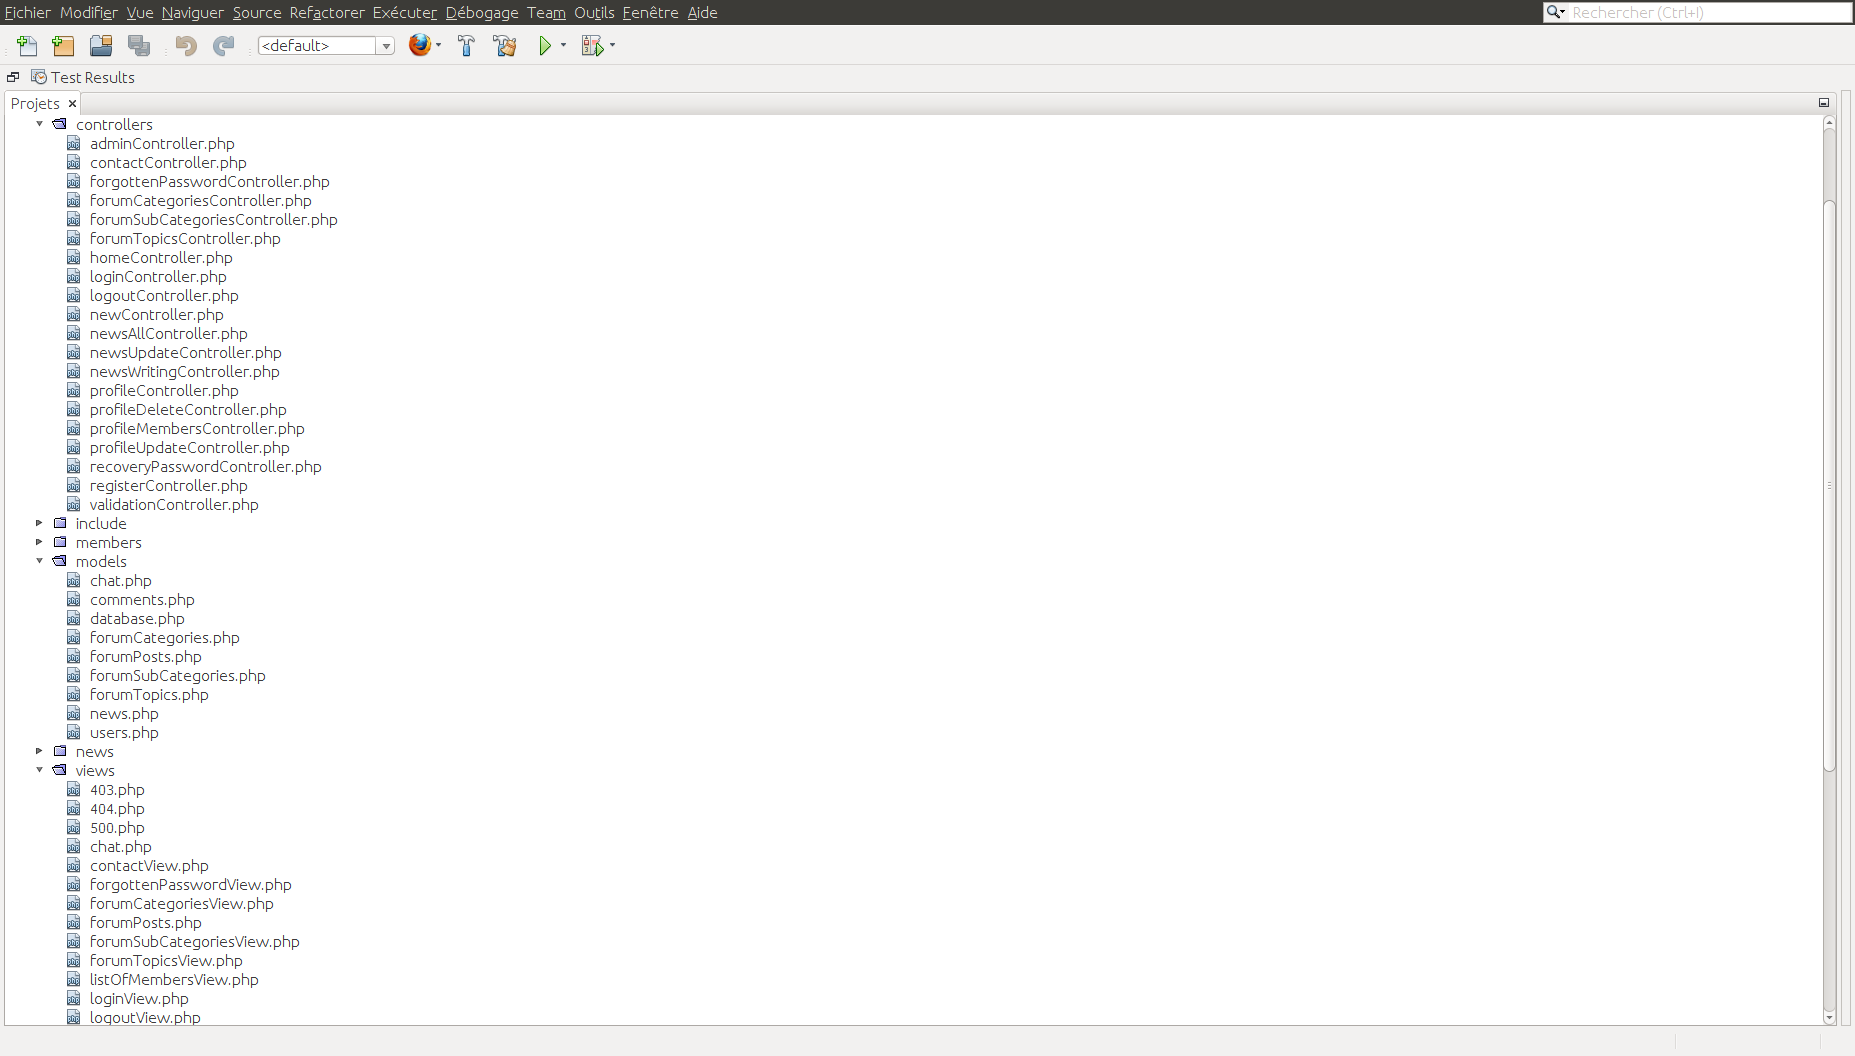 Fichier Modifier Vue Naviguer Source Refactorer Exécuter Débogage Team Outils Fenêtre Aide Rechercher (Ctrl+I)
<default>
Test Results
Projets
controllers
adminController.php
contactController.php
forgottenPasswordController.php
forumCategoriesController.php
forumSubCategoriesController.php
forumTopicsController.php
homeController.php
loginController.php
logoutController.php
newController.php
newsAllController.php
newsUpdateController.php
newsWritingController.php
profileController.php
profileDeleteController.php
profileMembersController.php
profileUpdateController.php
recoveryPasswordController.php
registerController.php
validationController.php
include
members
models
chat.php
comments.php
database.php
forumCategories.php
forumPosts.php
forumSubCategories.php
forumTopics.php
news.php
users.php
news
views
403.php
404.php
500.php
chat.php
contactView.php
forgottenPasswordView.php
forumCategoriesView.php
forumPosts.php
forumSubCategoriesView.php
forumTopicsView.php
listOfMembersView.php
loginView.php
logoutView.php